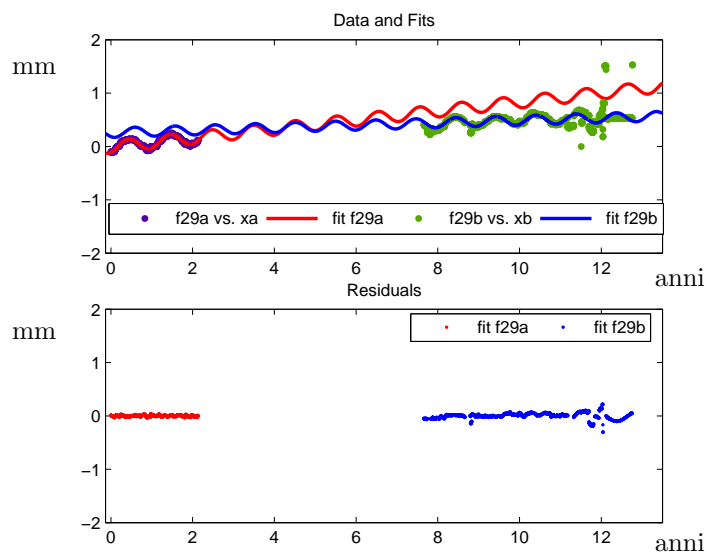 Data and Fits
mm
2
1
0
−1
−2
f29a vs. xa fit f29a f29b vs. xb fit f29b
0 2 4 6 8 10 12
anni
Residuals
mm
2
1
0
−1
−2
fit f29a fit f29b
0 2 4 6 8 10 12
anni